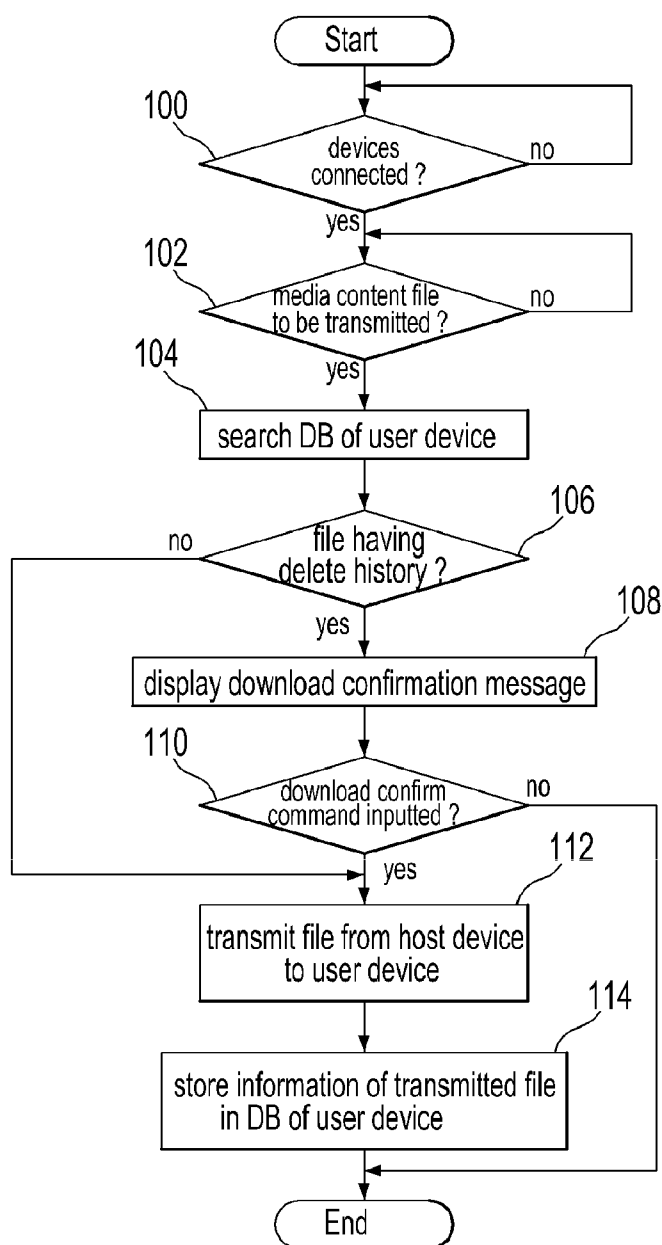 Start
100
devices
connected ?
no
yes
102
media content file
to be transmitted ?
no
yes
104
search DB of user device
106
no
file having
delete history ?
yes
108
display download confirmation message
110
no
download confirm
command inputted ?
yes
112
transmit file from host device
to user device
114
store information of transmitted file
in DB of user device
End